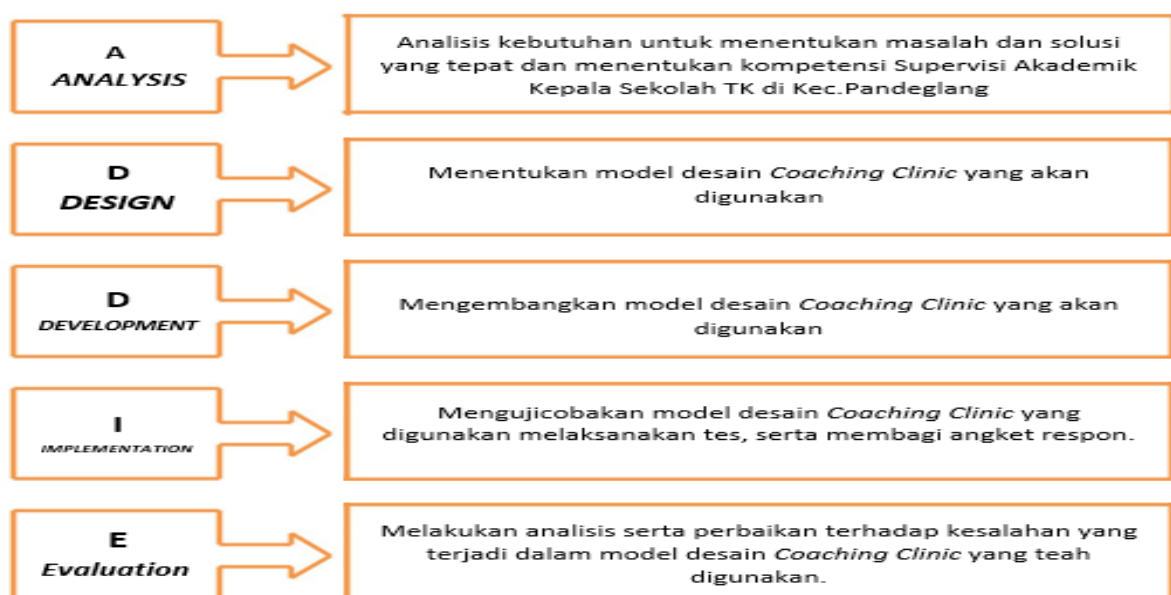 A
ANALYSIS
Analisis kebutuhan untuk menentukan masalah dan solusi
yang tepat dan menentukan kompetensi Supervisi Akademik
Kepala Sekolah TK di Kec.Pandeglang
D
DESIGN
Menentukan model desain Coaching Clinic yang akan
digunakan
D
DEVELOPMENT
Mengembangkan model desain Coaching Clinic yang akan
digunakan
I
IMPLEMENTATION
Mengujicobakan model desain Coaching Clinic yang
digunakan melaksanakan tes, serta membagi angket respon.
E
Evaluation
Melakukan analisis serta perbaikan terhadap kesalahan yang
terjadi dalam model desain Coaching Clinic yang teah
digunakan.